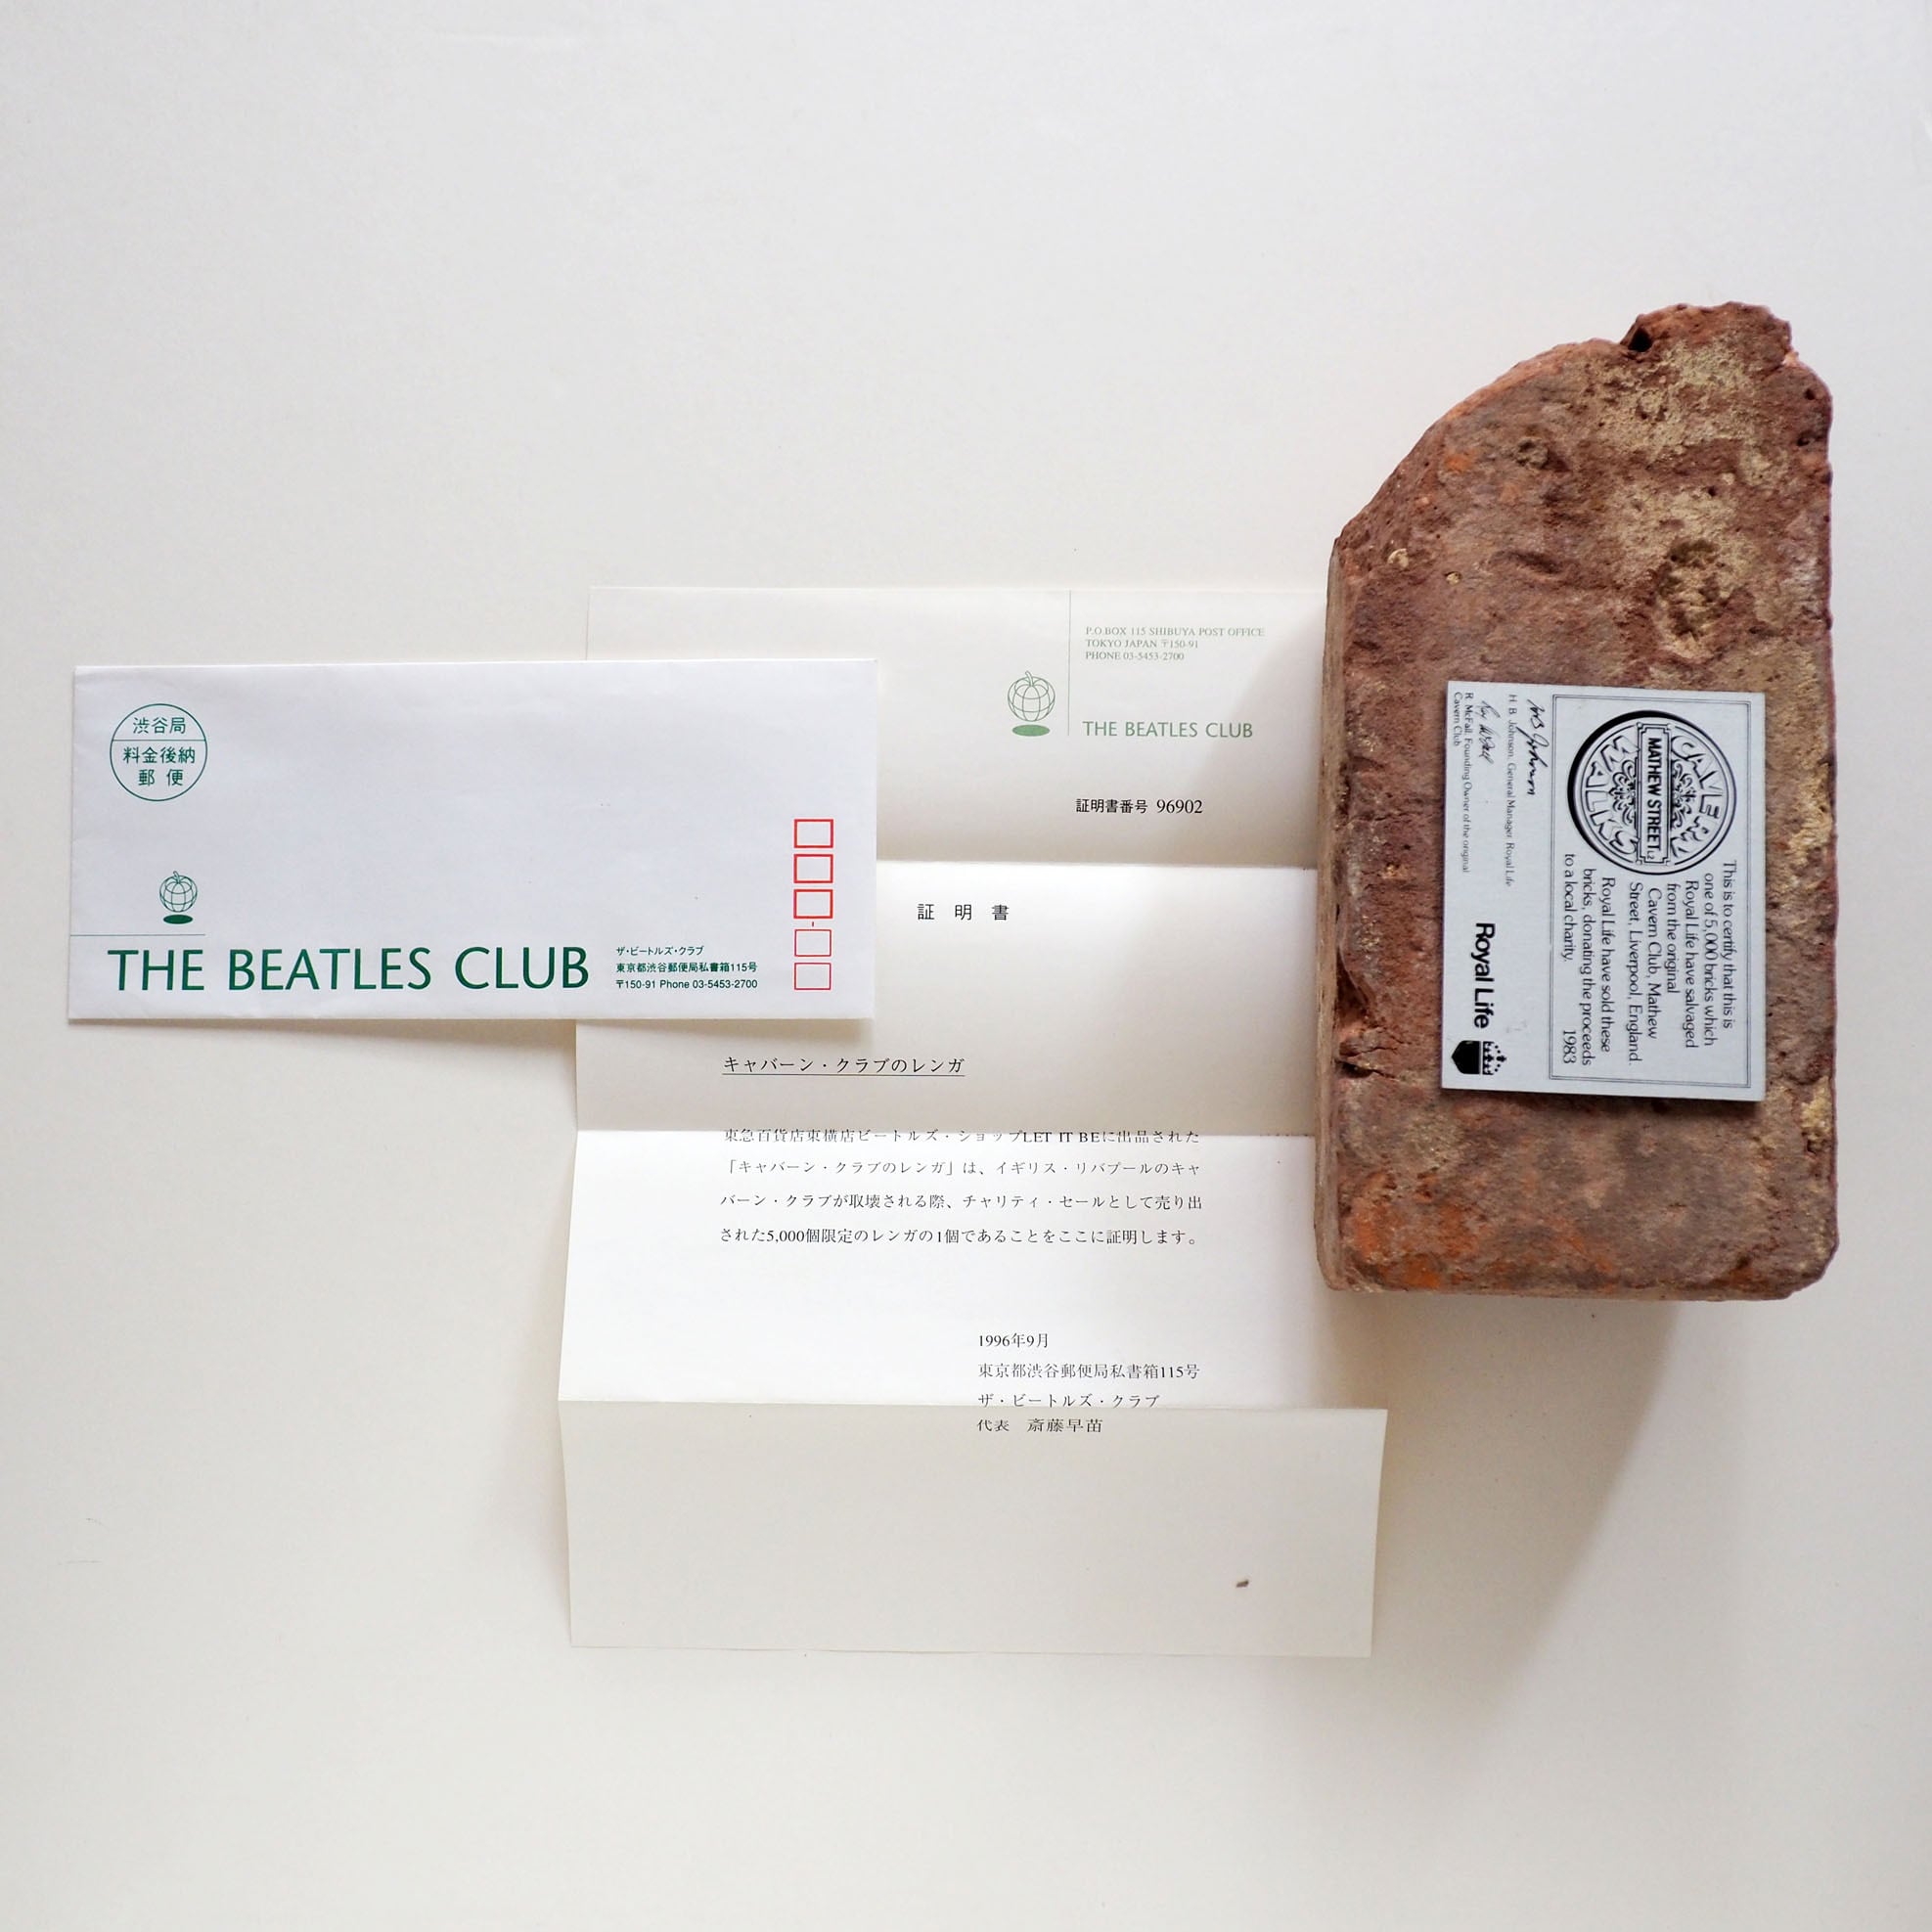 渋谷局
料金後納
郵便
THE BEATLES CLUB
ザ・ビートルズ・クラブ
東京都渋谷郵便局私書箱115号
〒150-91 Phone 03-5453-2700
P.O.BOX 115 SHIBUYA POST OFFICE
TOKYO JAPAN 〒150-91
PHONE 03-5453-2700
THE BEATLES CLUB
証明書番号 96902
証 明 書
キャバーン・クラブのレンガ
東急百貨店東横店ビートルズ・ショップLET IT BEに出品された
「キャバーン・クラブのレンガ」は、イギリス・リバプールのキャ
バーン・クラブが取壊される際、チャリティ・セールとして売り出
された5,000個限定のレンガの1個であることをここに証明します。
1996年9月
東京都渋谷郵便局私書箱115号
ザ・ビートルズ・クラブ
代表 斎藤早苗
CAVERN
MATHEW STREET L2
WALKS
This is to certify that this is
one of 5,000 bricks which
Royal Life have salvaged
from the original
Cavern Club, Mathew
Street, Liverpool, England.
Royal Life have sold these
bricks, donating the proceeds
to a local charity.
1983
H. B. Johnson, General Manager Royal Life
R. McFall, Founding Owner of the original
Cavern Club
Royal Life